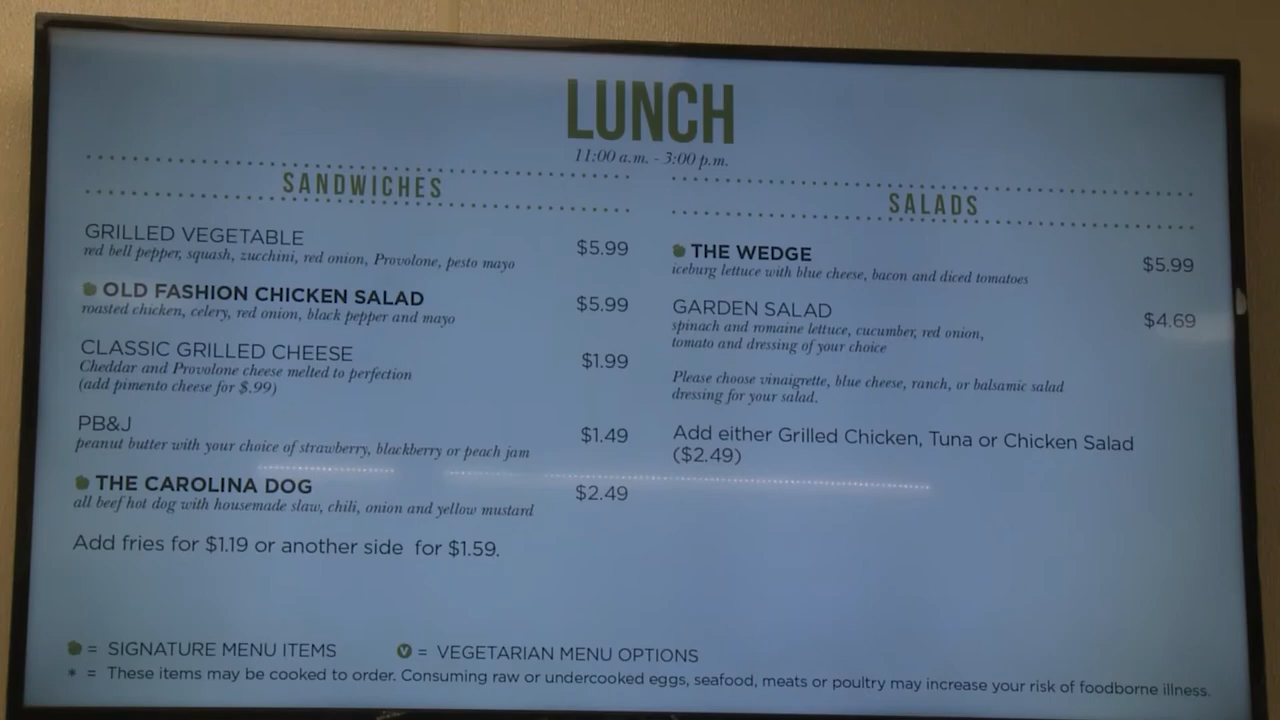 LUNCH
11:00 a.m. - 3:00 p.m.
SANDWICHES
GRILLED VEGETABLE $5.99
red bell pepper, squash, zucchini, red onion, Provolone, pesto mayo
OLD FASHION CHICKEN SALAD $5.99
roasted chicken, celery, red onion, black pepper and mayo
CLASSIC GRILLED CHEESE $1.99
Cheddar and Provolone cheese melted to perfection
(add pimento cheese for $.99)
PB&J $1.49
peanut butter with your choice of strawberry, blackberry or peach jam
THE CAROLINA DOG $2.49
all beef hot dog with housemade slaw, chili, onion and yellow mustard
Add fries for $1.19 or another side for $1.59.
SALADS
THE WEDGE $5.99
iceburg lettuce with blue cheese, bacon and diced tomatoes
GARDEN SALAD $4.69
spinach and romaine lettuce, cucumber, red onion,
tomato and dressing of your choice
Please choose vinaigrette, blue cheese, ranch, or balsamic salad
dressing for your salad.
Add either Grilled Chicken, Tuna or Chicken Salad
($2.49)
= SIGNATURE MENU ITEMS V = VEGETARIAN MENU OPTIONS
* = These items may be cooked to order. Consuming raw or undercooked eggs, seafood, meats or poultry may increase your risk of foodborne illness.